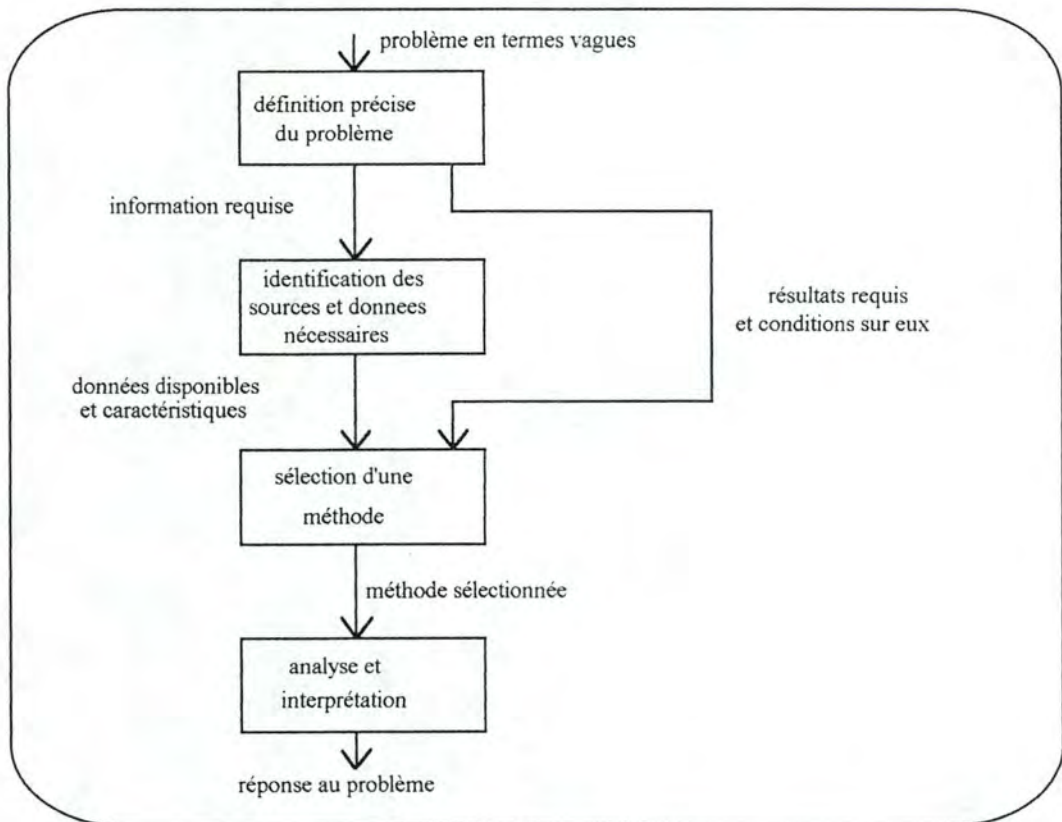 problème en termes vagues
définition précise
du problème
information requise
identification des
sources et donnees
nécessaires
résultats requis
et conditions sur eux
données disponibles
et caractéristiques
sélection d'une
méthode
méthode sélectionnée
analyse et
interprétation
réponse au problème